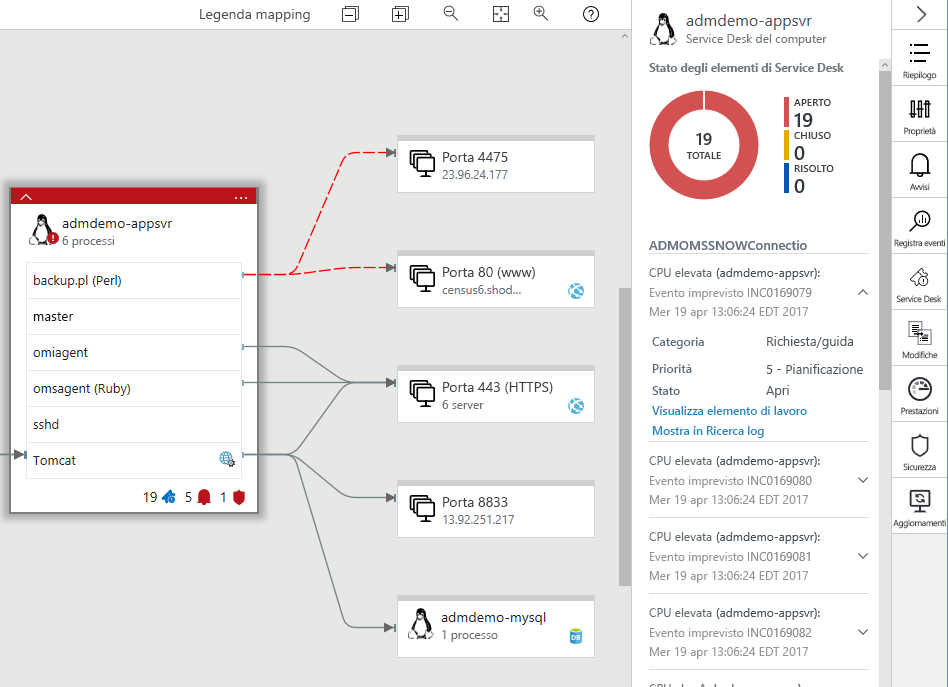 Legenda mapping
admdemo-appsvr
6 processi
backup.pl (Perl)
master
omiagent
omsagent (Ruby)
sshd
Tomcat
19
5
1
Porta 4475
23.96.24.177
Porta 80 (www)
census6.shod...
Porta 443 (HTTPS)
6 server
Porta 8833
13.92.251.217
admdemo-mysql
1 processo
DB
admdemo-appsvr
Service Desk del computer
Stato degli elementi di Service Desk
19
TOTALE
APERTO
19
CHIUSO
0
RISOLTO
0
ADMOMSSNOWConnectio
CPU elevata (admdemo-appsvr):
Evento imprevisto INC0169079
Mer 19 apr 13:06:24 EDT 2017
Categoria Richiesta/guida
Priorità 5 - Pianificazione
Stato Apri
Visualizza elemento di lavoro
Mostra in Ricerca log
CPU elevata (admdemo-appsvr):
Evento imprevisto INC0169080
Mer 19 apr 13:06:24 EDT 2017
CPU elevata (admdemo-appsvr):
Evento imprevisto INC0169081
Mer 19 apr 13:06:24 EDT 2017
CPU elevata (admdemo-appsvr):
Evento imprevisto INC0169082
Mer 19 apr 13:06:24 EDT 2017
Riepilogo
Proprietà
Avvisi
Registra eventi
Service Desk
Modifiche
Prestazioni
Sicurezza
Aggiornamenti